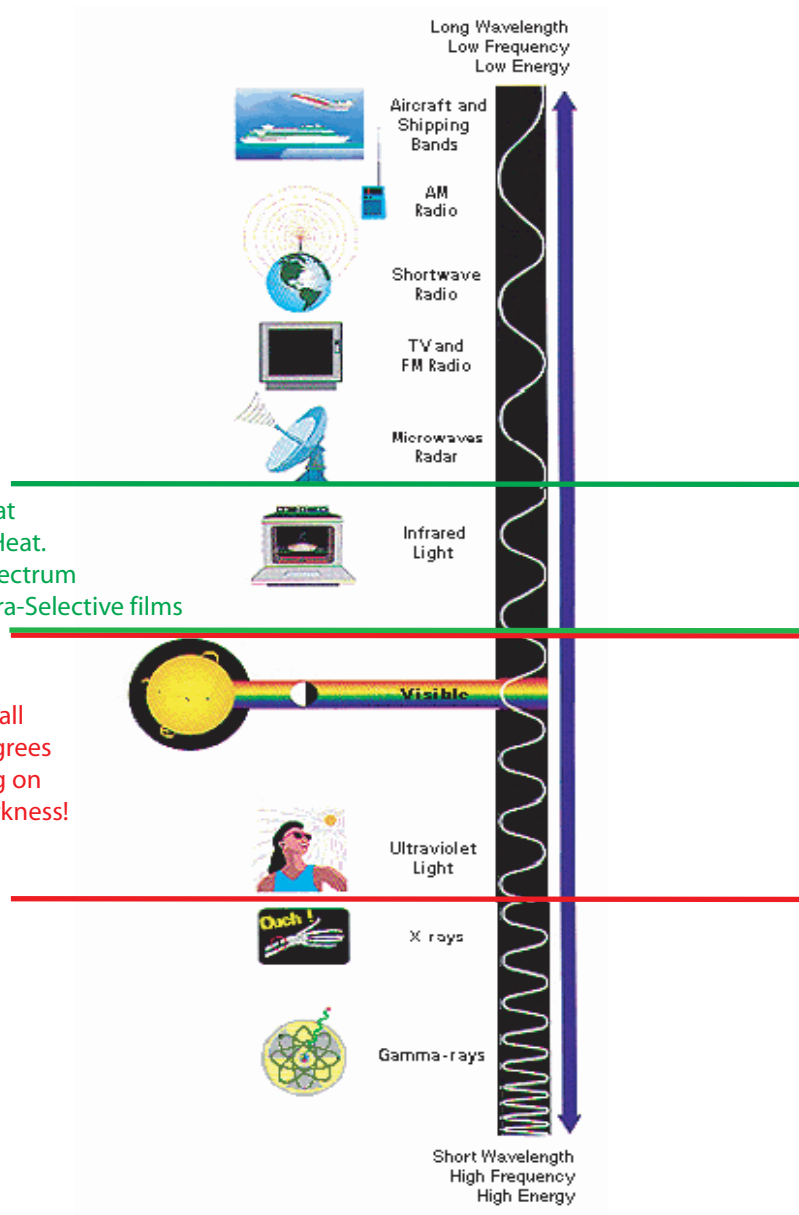 Long Wavelength
Low Frequency
Low Energy
Aircraft and
Shipping
Bands
AM
Radio
Shortwave
Radio
TV and
FM Radio
Microwaves
Radar
at
Heat.
ectrum
ra-Selective films
Infrared
Light
Visible
all
grees
g on
rkness!
Ultraviolet
Light
Ouch !
X rays
Gamma-rays
Short Wavelength
High Frequency
High Energy